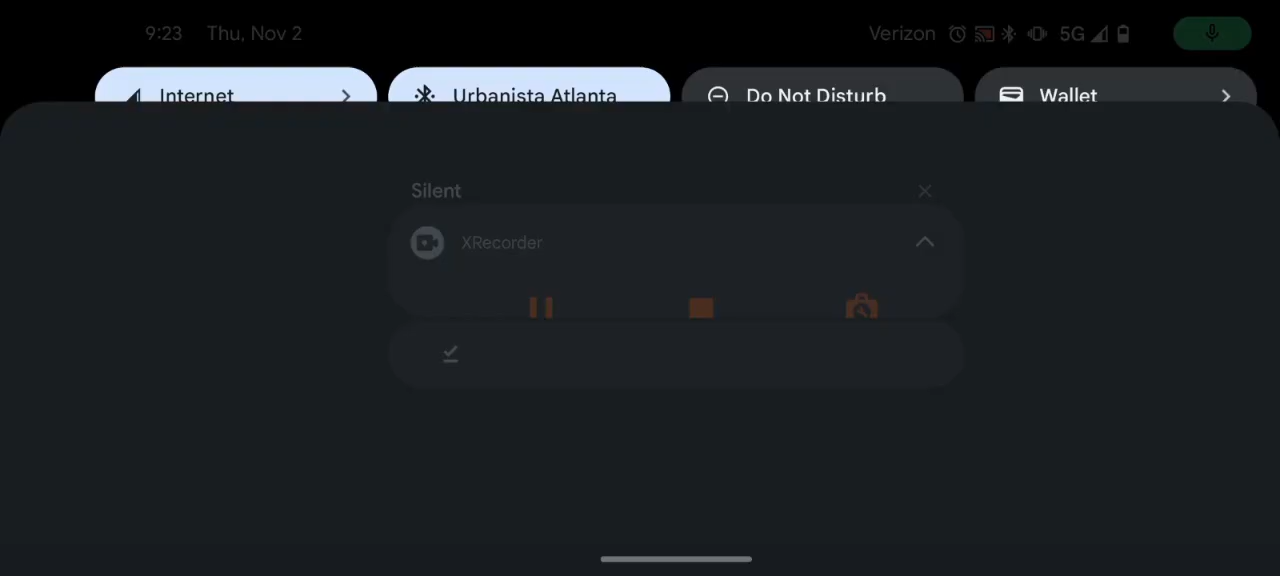 9:23 Thu, Nov 2 Verizon 5G
Internet Urbanista Atlanta Do Not Disturb Wallet
Silent
XRecorder